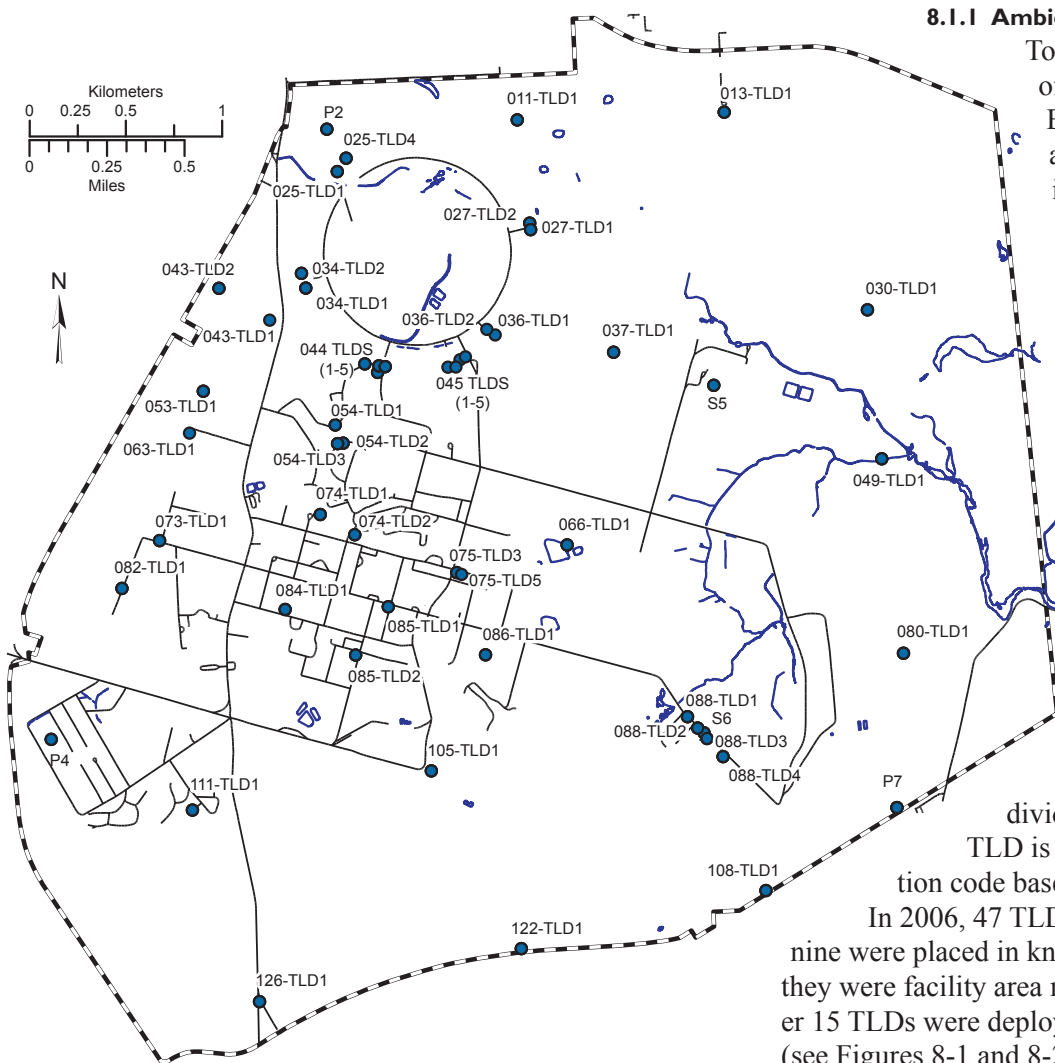 8.1.1 Ambi
To
Kilometers
0 0.25 0.5 1
0 0.25 0.5
Miles
N
P2
011-TLD1
013-TLD1
025-TLD4
025-TLD1
027-TLD2
027-TLD1
043-TLD2
034-TLD2
034-TLD1
030-TLD1
043-TLD1
036-TLD2
036-TLD1
037-TLD1
044 TLDS
(1-5)
045 TLDS
(1-5)
S5
053-TLD1
054-TLD1
063-TLD1
054-TLD2
054-TLD3
049-TLD1
074-TLD1
073-TLD1
074-TLD2
066-TLD1
075-TLD3
082-TLD1
075-TLD5
084-TLD1
085-TLD1
086-TLD1
080-TLD1
085-TLD2
088-TLD1
S6
088-TLD2
088-TLD3
P4
105-TLD1
088-TLD4
111-TLD1
P7
divi
TLD is
108-TLD1
tion code base
In 2006, 47 TLD
122-TLD1
nine were placed in kn
they were facility area
126-TLD1
er 15 TLDs were deploy
(see Figures 8-1 and 8-